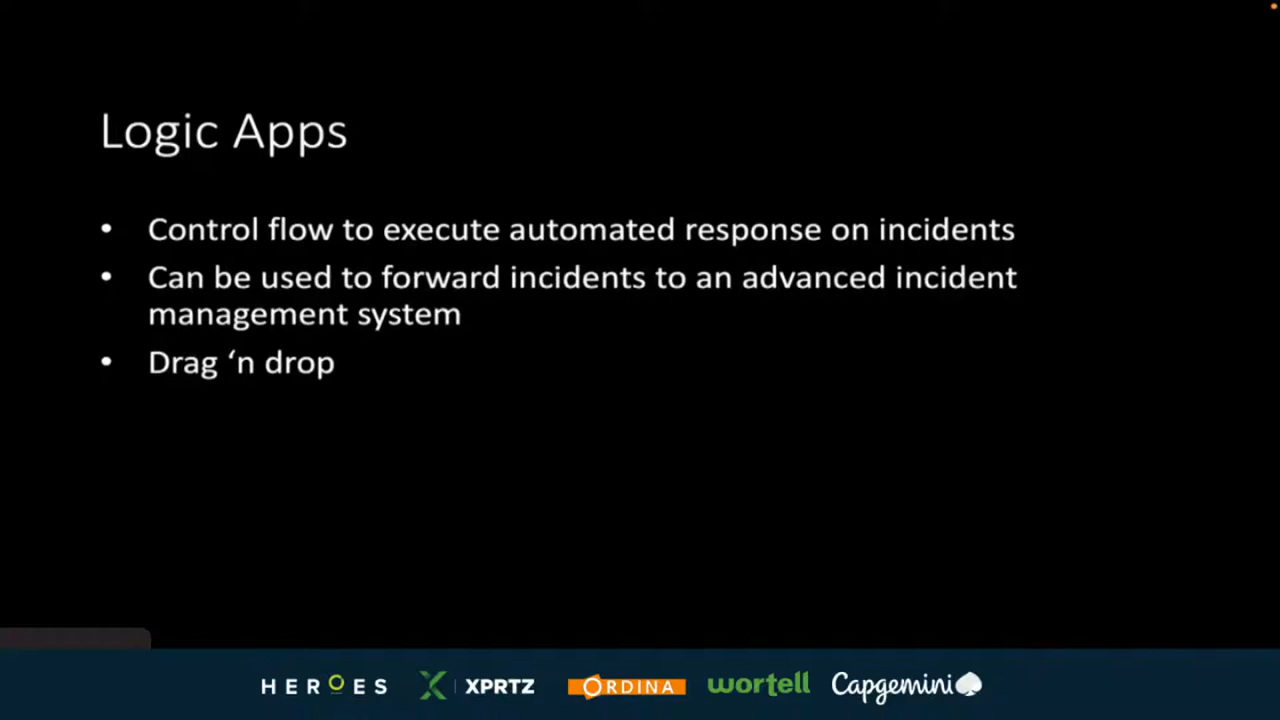 Logic Apps
• Control flow to execute automated response on incidents
• Can be used to forward incidents to an advanced incident
management system
• Drag ‘n drop
HEROES XPRTZ ORDINA wortell Capgemini